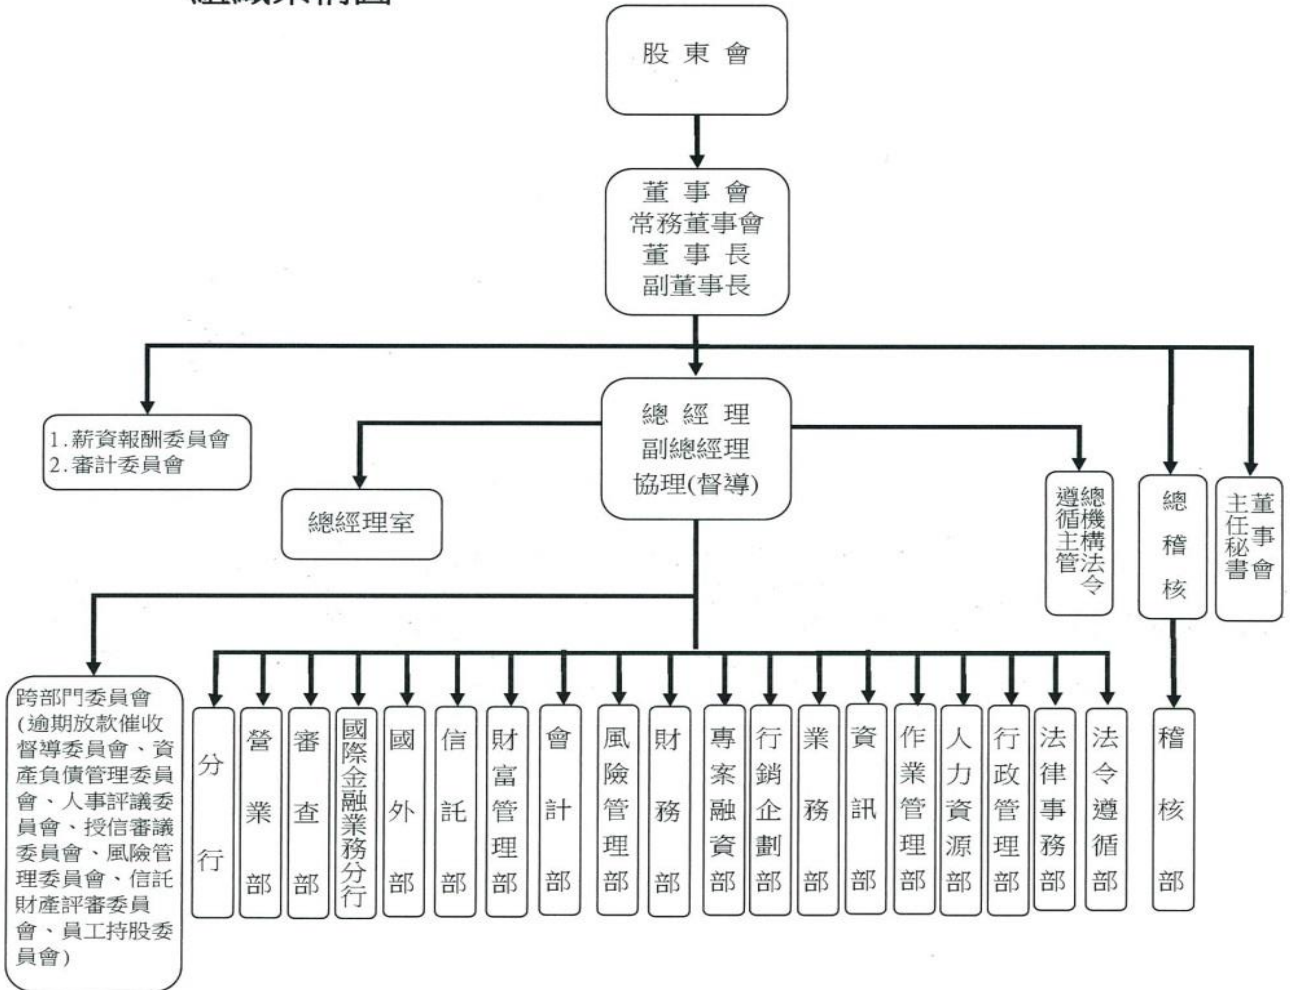 組織架構圖
股東會
董事會
常務董事會
董事長
副董事長
1.薪資報酬委員會
2.審計委員會
總經理
副總經理
協理(督導)
總經理室
總機構法令
遵循主管
總稽核
董事會
主任秘書
跨部門委員會
(逾期放款催收
督導委員會、資
產負債管理委員
會、人事評議委
員會、授信審議
委員會、風險管
理委員會、信託
財產評審委員
會、員工持股委
員會)
分行
營業部
審查部
國際金融業務分行
國外部
信託部
財富管理部
會計部
風險管理部
財務部
專案融資部
行銷企劃部
業務部
資訊部
作業管理部
人力資源部
行政管理部
法律事務部
法令遵循部
稽核部